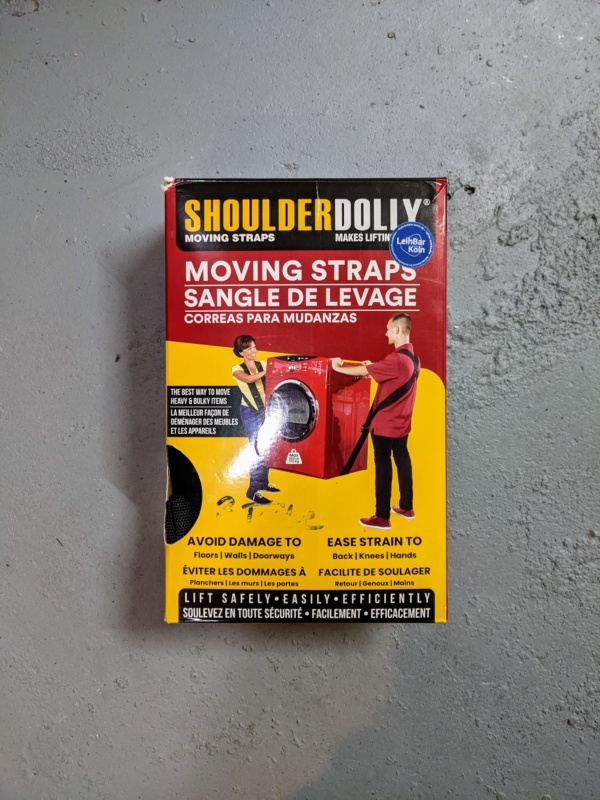 SHOULDERDOLLY®
MOVING STRAPS
MAKES
LeihBar
Köln
MOVING STRAPS
SANGLE DE LEVAGE
CORREAS PARA MUDANZAS
THE BEST WAY TO MOVE
HEAVY & BULKY ITEMS
LA MEILLEUR FAÇON DE
DÉMÉNAGER DES MEUBLES
ET LES APPAREILS
AVOID DAMAGE TO
Floors | Walls | Doorways
ÉVITER LES DOMMAGES À
Planchers | Les murs | Les portes
EASE STRAIN TO
Back | Knees | Hands
FACILITE DE SOULAGER
Retour | Genoux | Mains
LIFT SAFELY • EASILY • EFFICIENTLY
SOULEVEZ EN TOUTE SÉCURITÉ • FACILEMENT • EFFICACEMENT